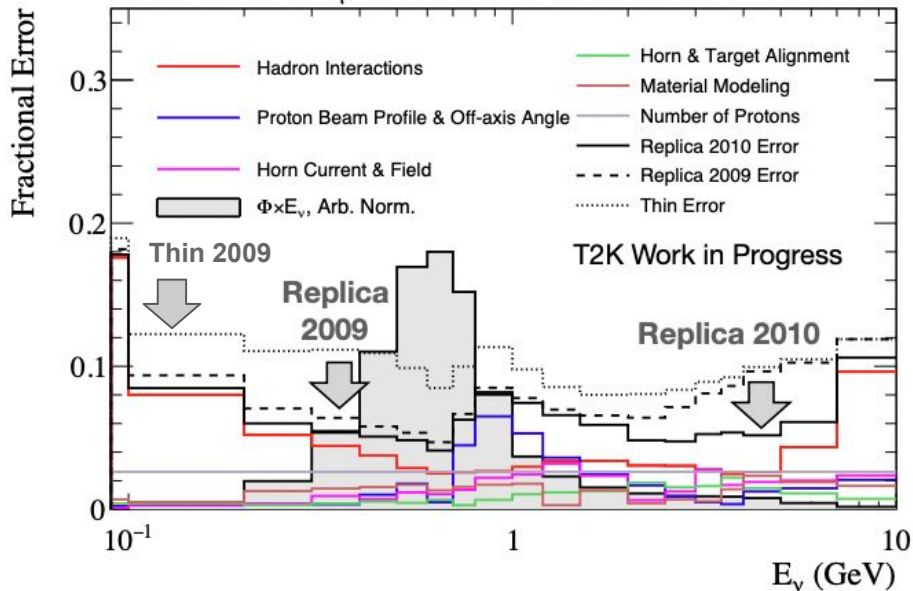 Fractional Error
0.3
0.2
0.1
0
Hadron Interactions
Proton Beam Profile & Off-axis Angle
Horn Current & Field
Φ×Eν, Arb. Norm.
Horn & Target Alignment
Material Modeling
Number of Protons
Replica 2010 Error
Replica 2009 Error
Thin Error
T2K Work in Progress
Thin 2009
Replica
2009
Replica 2010
10⁻¹
1
10
Eν (GeV)